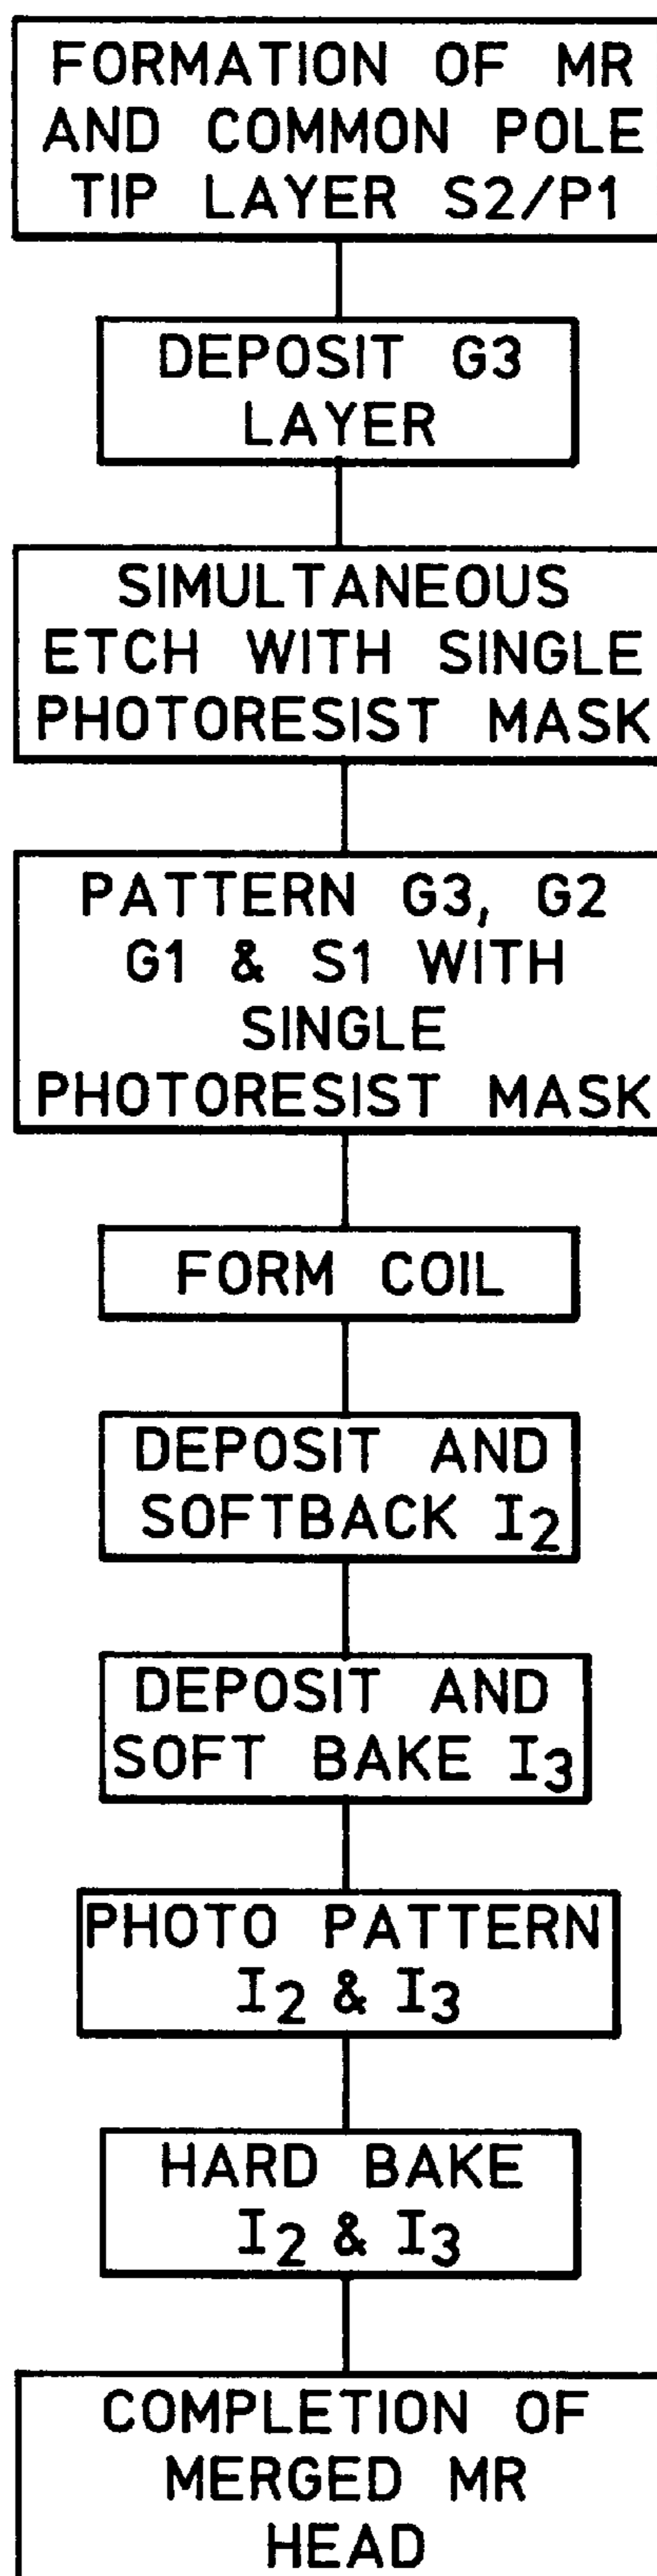 FORMATION OF MR
AND COMMON POLE
TIP LAYER S2/P1
DEPOSIT G3
LAYER
SIMULTANEOUS
ETCH WITH SINGLE
PHOTORESIST MASK
PATTERN G3, G2
G1 & S1 WITH
SINGLE
PHOTORESIST MASK
FORM COIL
DEPOSIT AND
SOFTBACK I2
DEPOSIT AND
SOFT BAKE I3
PHOTO PATTERN
I2 & I3
HARD BAKE
I2 & I3
COMPLETION OF
MERGED MR
HEAD